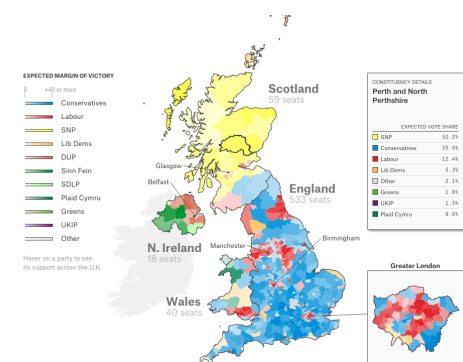 EXPECTED MARGIN OF VICTORY
0 +40 or more
Conservatives
Labour
SNP
Lib Dems
DUP
Sinn Fein
SDLP
Plaid Cymru
Greens
UKIP
Other
Hover on a party to see
its support across the U.K.
Scotland
59 seats
Glasgow
Belfast
England
533 seats
N. Ireland
18 seats
Manchester
Birmingham
Wales
40 seats
CONSTITUENCY DETAILS
Perth and North
Perthshire
EXPECTED VOTE SHARE
SNP 52.2%
Conservatives 25.0%
Labour 12.4%
Lib Dems 5.3%
Other 2.1%
Greens 1.8%
UKIP 1.3%
Plaid Cymru 0.0%
Greater London